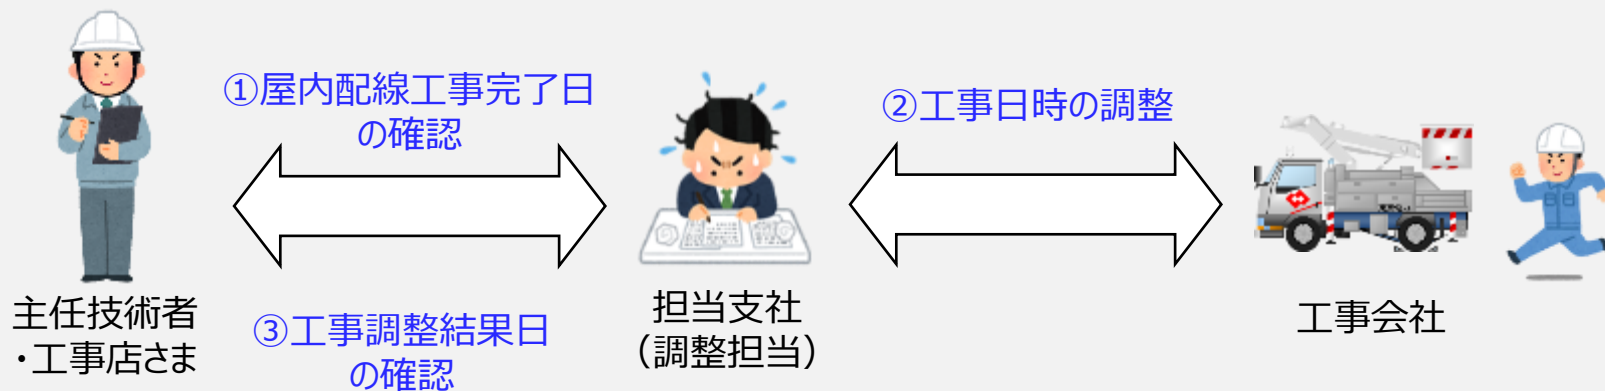 ①屋内配線工事完了日
の確認
②工事日時の調整
主任技術者
・工事店さま
③工事調整結果日
の確認
担当支社
（調整担当）
工事会社